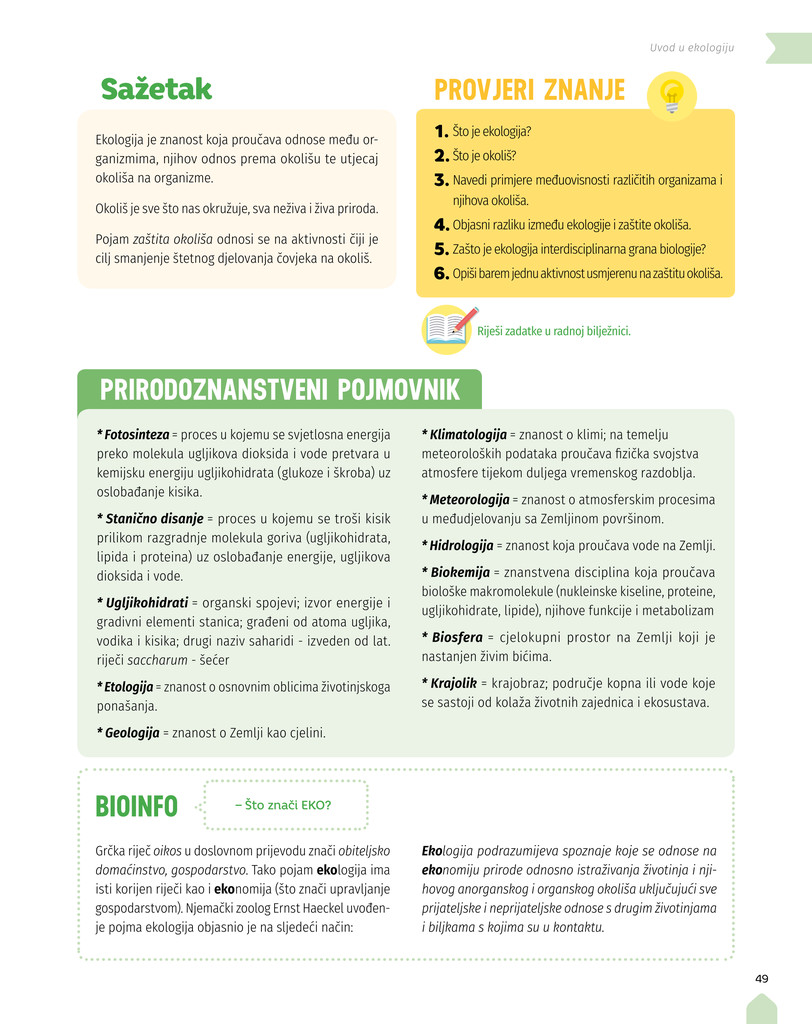 Uvod u ekologiju
Sažetak
Ekologija je znanost koja proučava odnose među or-
ganizmima, njihov odnos prema okolišu te utjecaj
okoliša na organizme.
Okoliš je sve što nas okružuje, sva neživa i živa priroda.
Pojam zaštita okoliša odnosi se na aktivnosti čiji je
cilj smanjenje štetnog djelovanja čovjeka na okoliš.
PROVJERI ZNANJE
1. Što je ekologija?
2. Što je okoliš?
3. Navedi primjere međuovisnosti različitih organizama i
njihova okoliša.
4. Objasni razliku između ekologije i zaštite okoliša.
5. Zašto je ekologija interdisciplinarna grana biologije?
6. Opiši barem jednu aktivnost usmjerenu na zaštitu okoliša.
Riješi zadatke u radnoj bilježnici.
PRIRODOZNANSTVENI POJMOVNIK
* Fotosinteza = proces u kojemu se svjetlosna energija
preko molekula ugljikova dioksida i vode pretvara u
kemijsku energiju ugljikohidrata (glukoze i škroba) uz
oslobađanje kisika.
* Stanično disanje = proces u kojemu se troši kisik
prilikom razgradnje molekula goriva (ugljikohidrata,
lipida i proteina) uz oslobađanje energije, ugljikova
dioksida i vode.
* Ugljikohidrati = organski spojevi; izvor energije i
gradivni elementi stanica; građeni od atoma ugljika,
vodika i kisika; drugi naziv saharidi - izveden od lat.
riječi saccharum - šećer
* Etologija = znanost o osnovnim oblicima životinjskoga
ponašanja.
* Geologija = znanost o Zemlji kao cjelini.
* Klimatologija = znanost o klimi; na temelju
meteoroloških podataka proučava fizička svojstva
atmosfere tijekom duljega vremenskog razdoblja.
* Meteorologija = znanost o atmosferskim procesima
u međudjelovanju sa Zemljinom površinom.
* Hidrologija = znanost koja proučava vode na Zemlji.
* Biokemija = znanstvena disciplina koja proučava
biološke makromolekule (nukleinske kiseline, proteine,
ugljikohidrate, lipide), njihove funkcije i metabolizam
* Biosfera = cjelokupni prostor na Zemlji koji je
nastanjen živim bićima.
* Krajolik = krajobraz; područje kopna ili vode koje
se sastoji od kolaža životnih zajednica i ekosustava.
BIOINFO
– Što znači EKO?
Grčka riječ oikos u doslovnom prijevodu znači obiteljsko
domaćinstvo, gospodarstvo. Tako pojam ekologija ima
isti korijen riječi kao i ekonomija (što znači upravljanje
gospodarstvom). Njemački zoolog Ernst Haeckel uvođen-
je pojma ekologija objasnio je na sljedeći način:
Ekologija podrazumijeva spoznaje koje se odnose na
ekonomiju prirode odnosno istraživanja životinja i nji-
hovog anorganskog i organskog okoliša uključujući sve
prijateljske i neprijateljske odnose s drugim životinjama
i biljkama s kojima su u kontaktu.
49